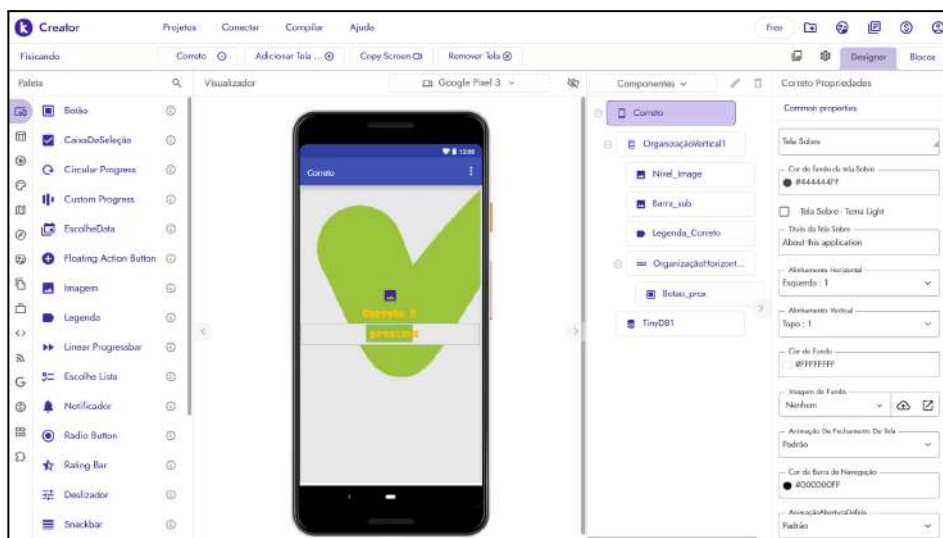 Creator
Projetos
Conectar
Compilar
Ajuda
Free
Fisicando
Correto
Adicionar Tela ...
Copy Screen
Remover Tela
Designer
Blocos
Paleta
Botão
CaixaDeSeleção
Circular Progress
Custom Progress
EscolheData
Floating Action Button
Imagem
Legenda
Linear Progressbar
Escolhe Lista
Notificador
Radio Button
Rating Bar
Deslizador
Snackbar
Visualizador
Google Pixel 3
Correto
Correto !!
Componentes
Correto
OrganizaçãoVertical1
Nivel_Image
Barra_sub
Legenda_Correto
OrganizaçãoHorizont...
Botao_prox
TinyDB1
Correto Propriedades
Common properties
Tela Sobre
Cor de fundo da tela Sobre
#444444FF
Tela Sobre - Tema Light
Título da Tela Sobre
About this application
Alinhamento Horizontal
Esquerda : 1
Alinhamento Vertical
Topo : 1
Cor de Fundo
#FFFFFFFF
Imagem de Fundo
Nenhum
Animação De Fechamento De Tela
Padrão
Cor da Barra de Navegação
#000000FF
Padrão